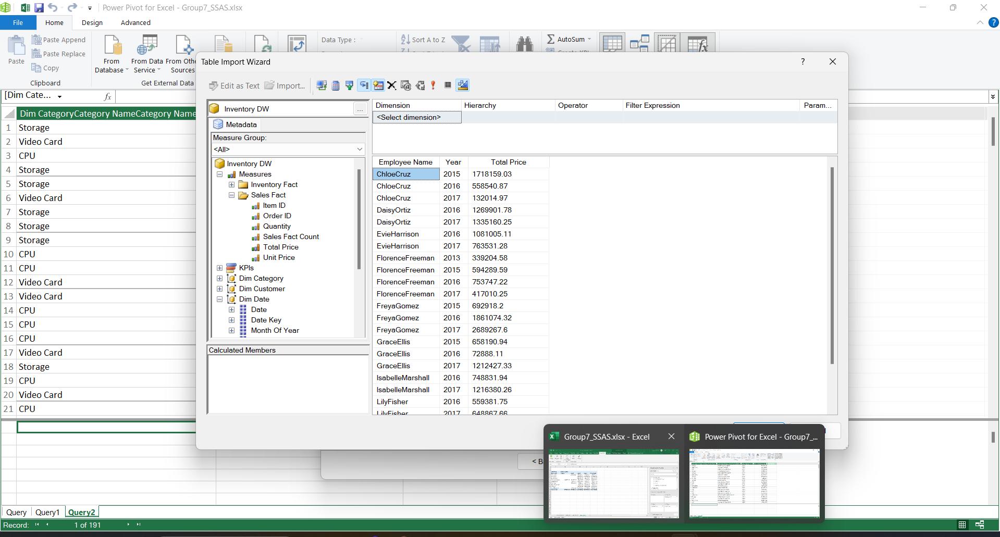 Power Pivot for Excel - Group7_SSAS.xlsx
File Home Design Advanced
Paste
Paste Append
Paste Replace
Copy
Clipboard
From Database
From Data Service
From Sources
Get External Data
Data Type :
Sort A to Z
AutoSum
Table Import Wizard
Edit as Text Import...
[Dim Cate... fx
Dim CategoryCategory NameCategory Name
1 Storage
2 Video Card
3 CPU
4 Storage
5 Storage
6 Video Card
7 Storage
8 Storage
9 Storage
10 CPU
11 CPU
12 Video Card
13 Video Card
14 CPU
15 CPU
16 CPU
17 Video Card
18 Storage
19 CPU
20 Video Card
21 CPU
Inventory DW ...
Metadata
Measure Group:
<All>
Inventory DW
Measures
Inventory Fact
Sales Fact
Item ID
Order ID
Quantity
Sales Fact Count
Total Price
Unit Price
KPIs
Dim Category
Dim Customer
Dim Date
Date
Date Key
Month Of Year
Calculated Members
Dimension Hierarchy Operator Filter Expression Param...
<Select dimension>
Employee Name Year Total Price
ChloeCruz 2015 1718159.03
ChloeCruz 2016 558540.87
ChloeCruz 2017 132014.97
DaisyOrtiz 2016 1269901.78
DaisyOrtiz 2017 1335160.25
EvieHarrison 2016 1081005.11
EvieHarrison 2017 763531.28
FlorenceFreeman 2013 339204.58
FlorenceFreeman 2015 594289.59
FlorenceFreeman 2016 753747.22
FlorenceFreeman 2017 417010.25
FreyaGomez 2015 692918.2
FreyaGomez 2016 1861074.32
FreyaGomez 2017 2689267.6
GraceEllis 2015 658190.94
GraceEllis 2016 72888.11
GraceEllis 2017 1212427.33
IsabelleMarshall 2016 748831.94
IsabelleMarshall 2017 1216380.26
LilyFisher 2016 559381.75
LilyFisher 2017 648867.66
Group7_SSAS.xlsx - Excel
Power Pivot for Excel - Group7_...
< B
Query Query1 Query2
Record: 1 of 191